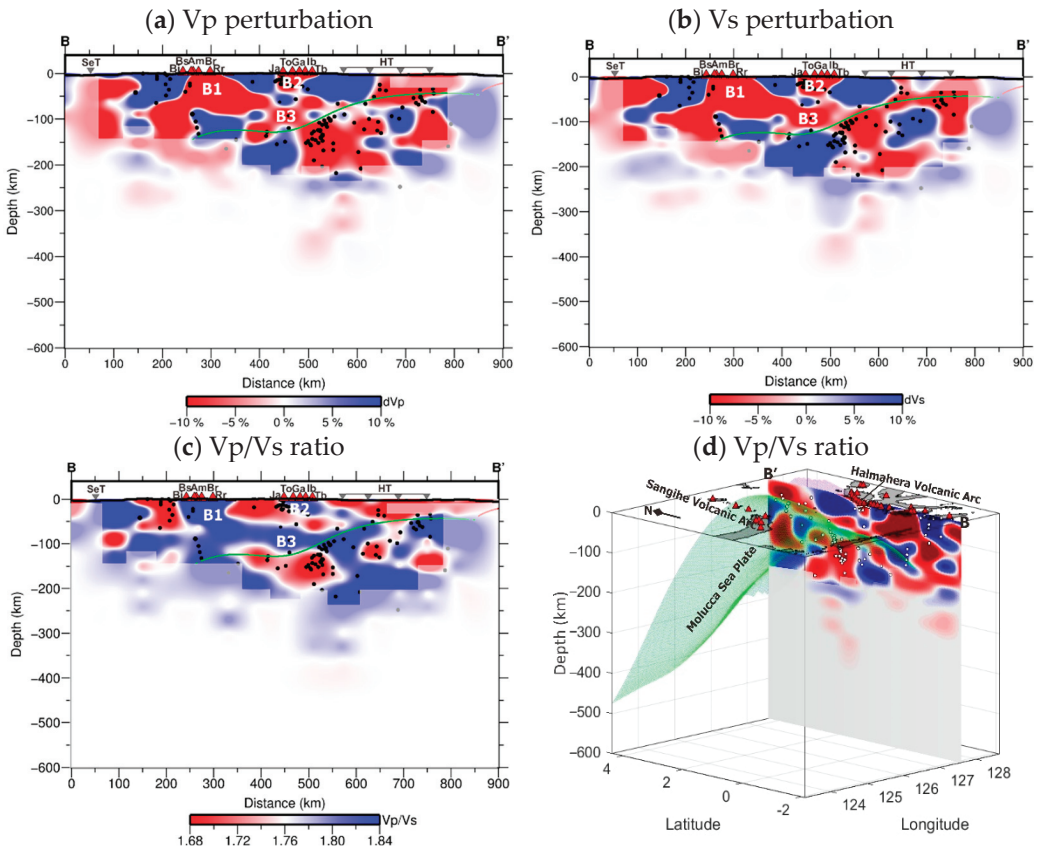 (a) Vp perturbation
B B'
SeT BsAmBr ToGaIb HT
Bi Rr Ja Tb
0
B1 B2
−100
B3
−200
−300
−400
−500
−600
Depth (km)
0 100 200 300 400 500 600 700 800 900
Distance (km)
dVp
−10 % −5 % 0 % 5 % 10 %
(b) Vs perturbation
B B'
SeT BsAmBr ToGaIb HT
Bi Rr Ja Tb
0
B1 B2
−100
B3
−200
−300
−400
−500
−600
Depth (km)
0 100 200 300 400 500 600 700 800 900
Distance (km)
dVs
−10 % −5 % 0 % 5 % 10 %
(c) Vp/Vs ratio
B B'
SeT BsAmBr ToGaIb HT
Bi Rr Ja Tb
0
B1 B2
−100
B3
−200
−300
−400
−500
−600
Depth (km)
0 100 200 300 400 500 600 700 800 900
Distance (km)
Vp/Vs
1.68 1.72 1.76 1.80 1.84
(d) Vp/Vs ratio
B'
Halmahera Volcanic Arc
Sangihe Volcanic Arc
N
B
Molucca Sea Plate
0
−100
−200
−300
−400
−500
−600
Depth (km)
4 2 0 -2
Latitude
124 125 126 127 128
Longitude